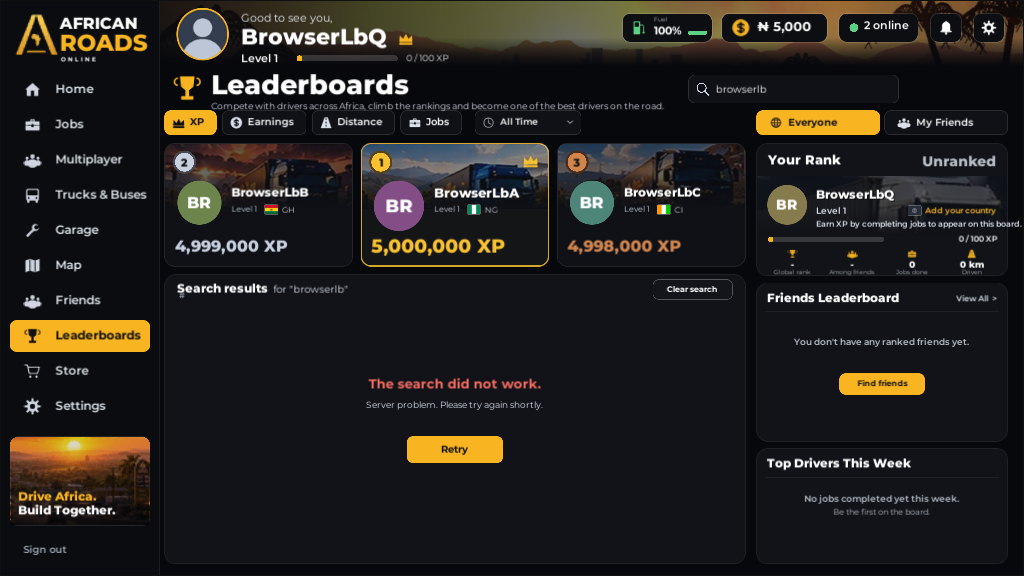 AFRICAN
ROADS
ONLINE
Home
Jobs
Multiplayer
Trucks & Buses
Garage
Map
Friends
Leaderboards
Store
Settings
Drive Africa.
Build Together.
Sign out
Good to see you,
BrowserLbQ
Level 1
0 / 100 XP
Fuel
100%
$
₦ 5,000
2 online
Leaderboards
Compete with drivers across Africa, climb the rankings and become one of the best drivers on the road.
browserlb
XP
$ Earnings
Distance
Jobs
All Time
Everyone
My Friends
2
BR
BrowserLbB
Level 1 GH
4,999,000 XP
1
BR
BrowserLbA
Level 1 NG
5,000,000 XP
3
BR
BrowserLbC
Level 1 CI
4,998,000 XP
Search results for "browserlb"
#
Clear search
The search did not work.
Server problem. Please try again shortly.
Retry
Your Rank
Unranked
BR
BrowserLbQ
Level 1
Add your country
Earn XP by completing jobs to appear on this board.
0 / 100 XP
- - 0 0 km
Global rank Among friends Jobs done Driven
Friends Leaderboard
View All >
You don't have any ranked friends yet.
Find friends
Top Drivers This Week
No jobs completed yet this week.
Be the first on the board.